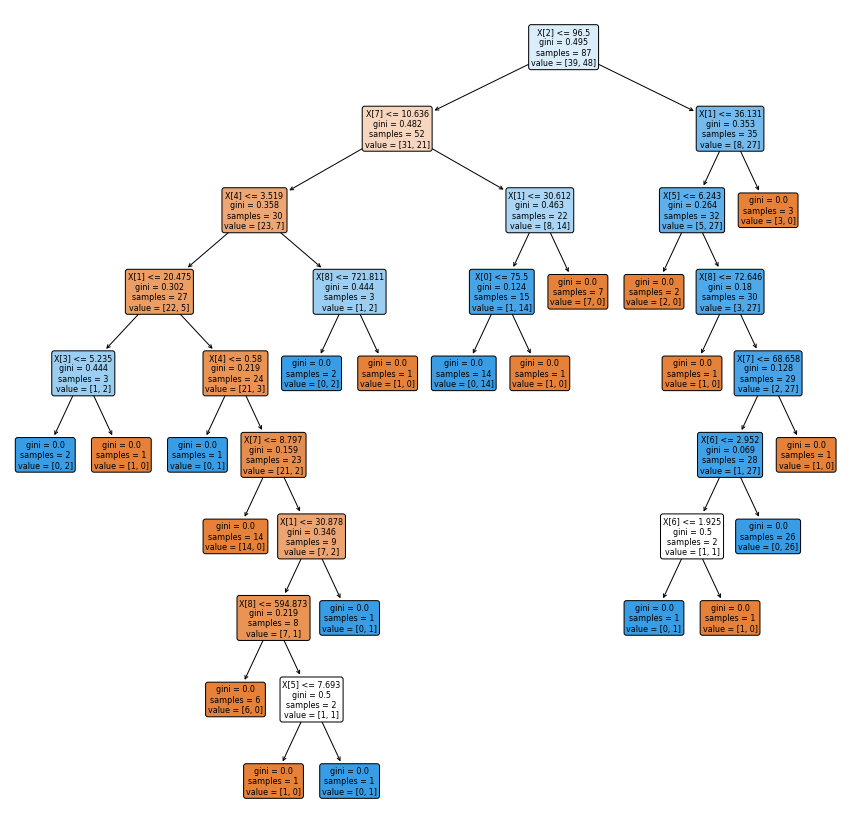 X[2] <= 96.5
gini = 0.495
samples = 87
value = [39, 48]
X[7] <= 10.636
gini = 0.482
samples = 52
value = [31, 21]
X[1] <= 36.131
gini = 0.353
samples = 35
value = [8, 27]
X[4] <= 3.519
gini = 0.358
samples = 30
value = [23, 7]
X[1] <= 30.612
gini = 0.463
samples = 22
value = [8, 14]
X[5] <= 6.243
gini = 0.264
samples = 32
value = [5, 27]
gini = 0.0
samples = 3
value = [3, 0]
X[1] <= 20.475
gini = 0.302
samples = 27
value = [22, 5]
X[8] <= 721.811
gini = 0.444
samples = 3
value = [1, 2]
X[0] <= 75.5
gini = 0.124
samples = 15
value = [1, 14]
gini = 0.0
samples = 7
value = [7, 0]
gini = 0.0
samples = 2
value = [2, 0]
X[8] <= 72.646
gini = 0.18
samples = 30
value = [3, 27]
X[3] <= 5.235
gini = 0.444
samples = 3
value = [1, 2]
X[4] <= 0.58
gini = 0.219
samples = 24
value = [21, 3]
gini = 0.0
samples = 2
value = [0, 2]
gini = 0.0
samples = 1
value = [1, 0]
gini = 0.0
samples = 14
value = [0, 14]
gini = 0.0
samples = 1
value = [1, 0]
gini = 0.0
samples = 1
value = [1, 0]
X[7] <= 68.658
gini = 0.128
samples = 29
value = [2, 27]
gini = 0.0
samples = 2
value = [0, 2]
gini = 0.0
samples = 1
value = [1, 0]
gini = 0.0
samples = 1
value = [0, 1]
X[7] <= 8.797
gini = 0.159
samples = 23
value = [21, 2]
X[6] <= 2.952
gini = 0.069
samples = 28
value = [1, 27]
gini = 0.0
samples = 1
value = [1, 0]
gini = 0.0
samples = 14
value = [14, 0]
X[1] <= 30.878
gini = 0.346
samples = 9
value = [7, 2]
X[6] <= 1.925
gini = 0.5
samples = 2
value = [1, 1]
gini = 0.0
samples = 26
value = [0, 26]
X[8] <= 594.873
gini = 0.219
samples = 8
value = [7, 1]
gini = 0.0
samples = 1
value = [0, 1]
gini = 0.0
samples = 1
value = [0, 1]
gini = 0.0
samples = 1
value = [1, 0]
gini = 0.0
samples = 6
value = [6, 0]
X[5] <= 7.693
gini = 0.5
samples = 2
value = [1, 1]
gini = 0.0
samples = 1
value = [1, 0]
gini = 0.0
samples = 1
value = [0, 1]